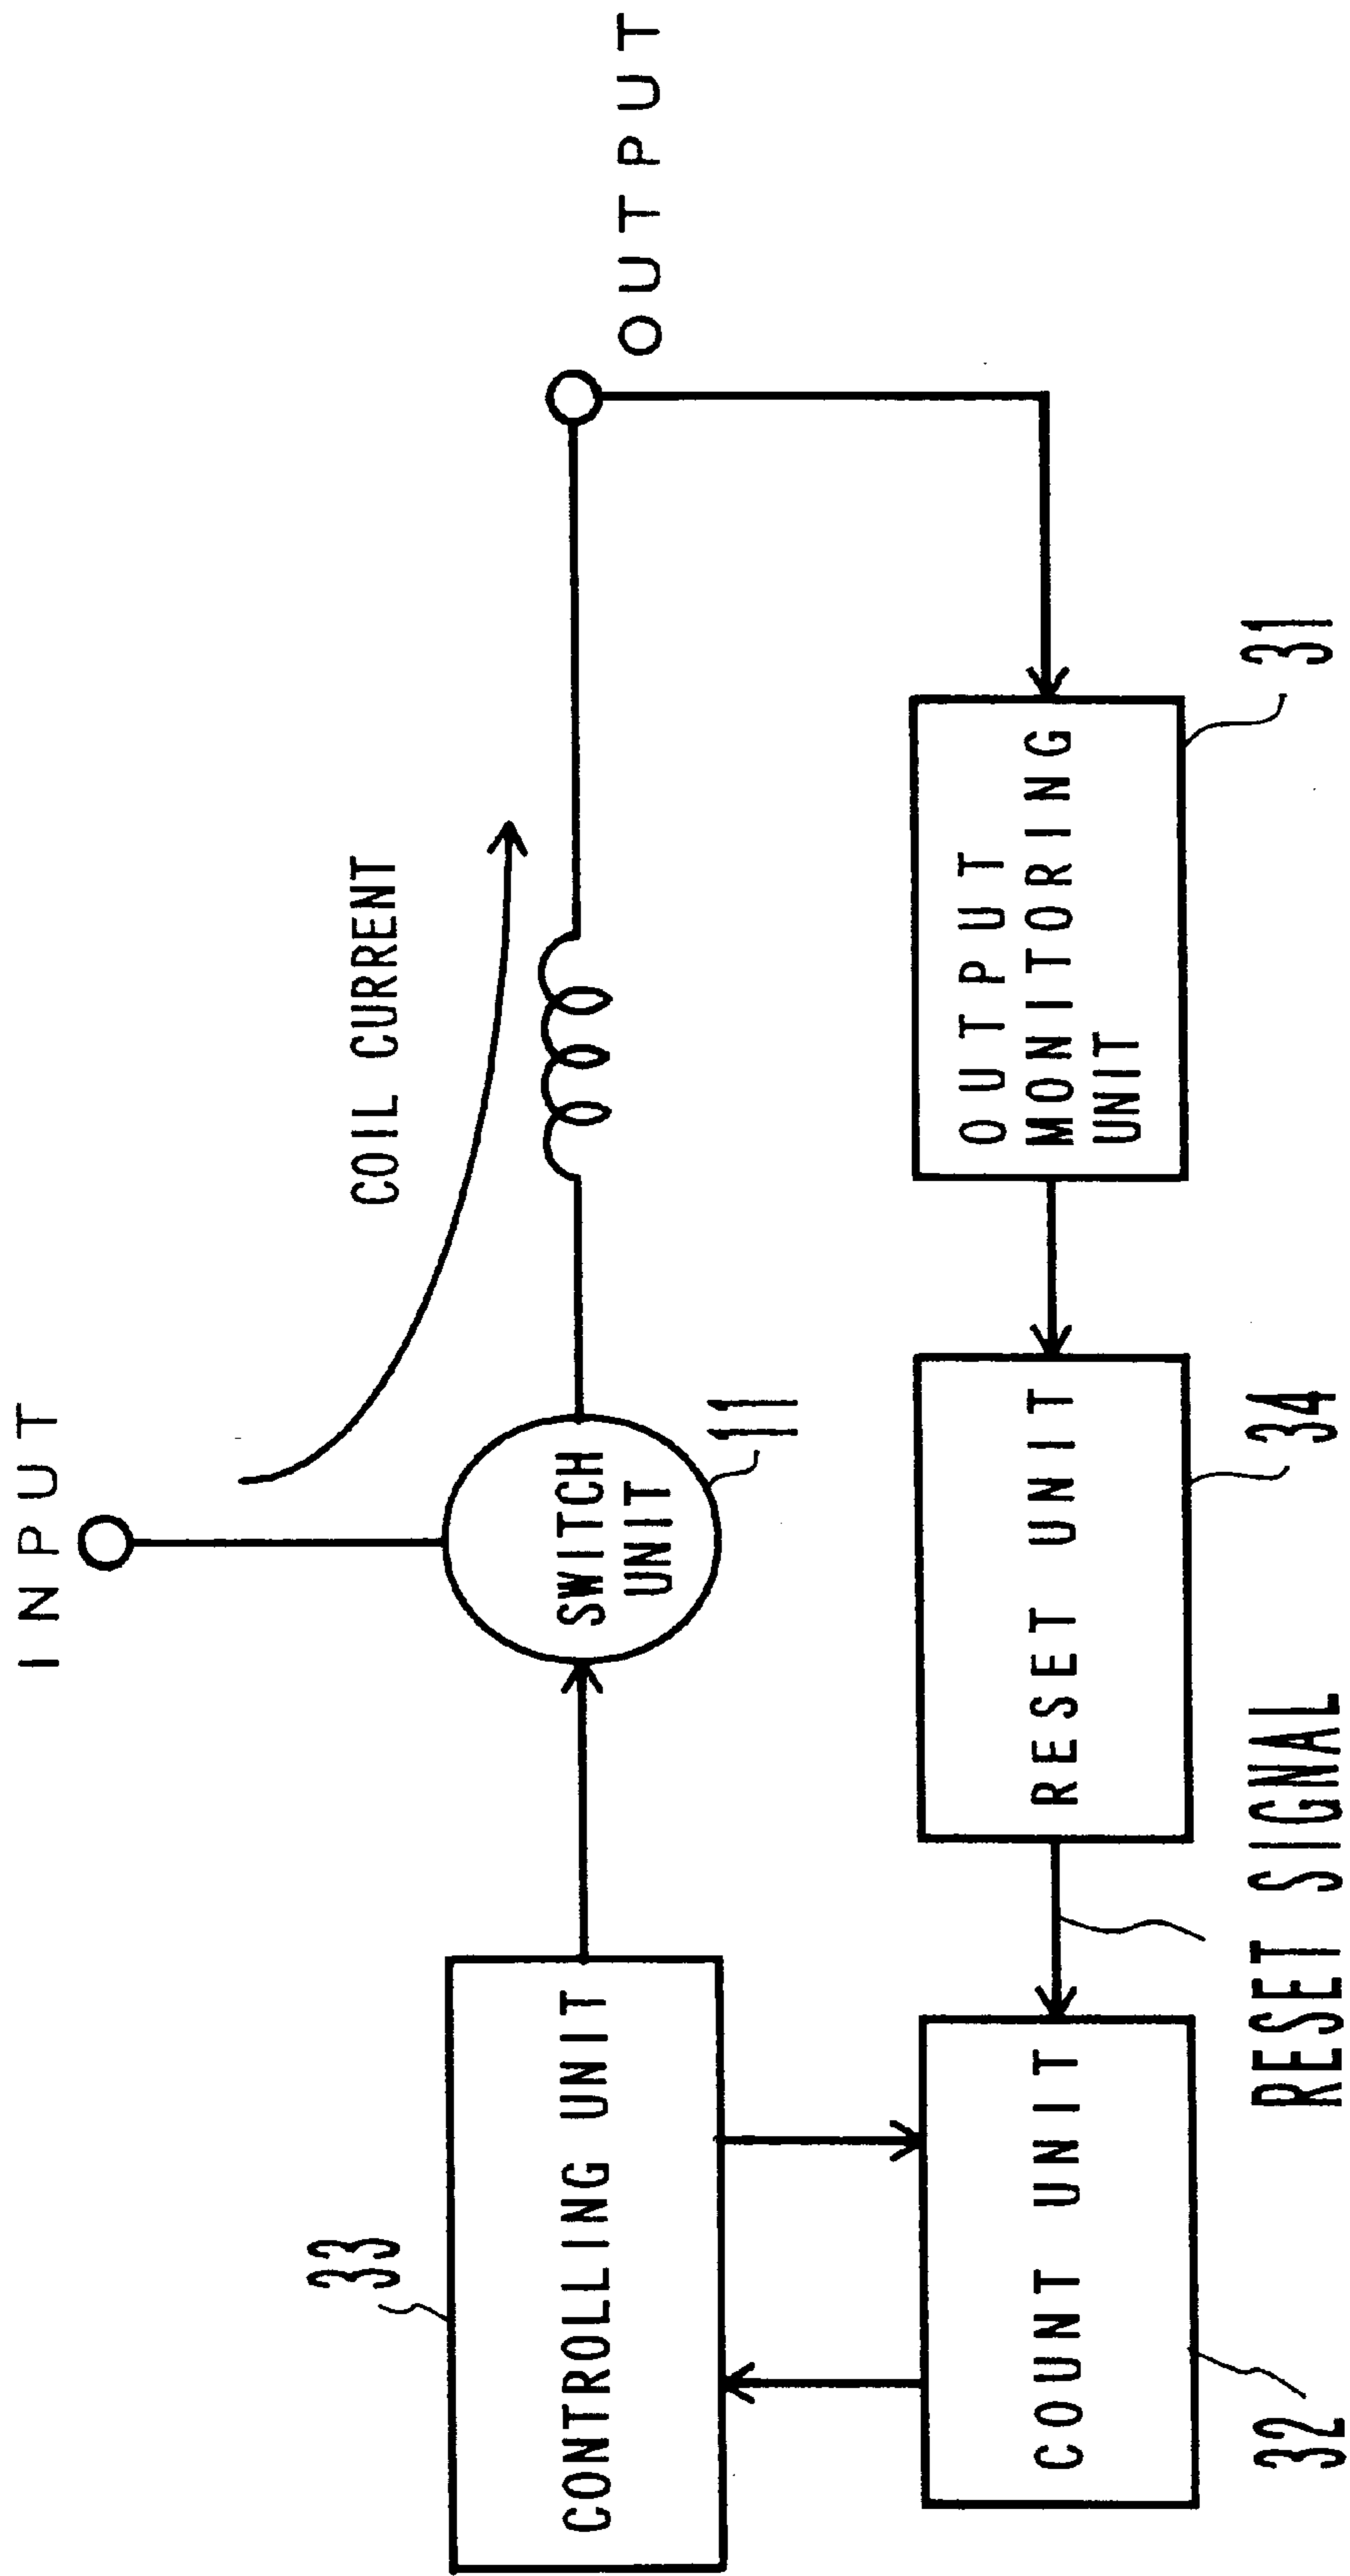 INPUT
COIL CURRENT
OUTPUT
33
CONTROLLING UNIT
SWITCH
UNIT
11
COUNT UNIT
32
RESET SIGNAL
RESET UNIT
34
OUTPUT
MONITORING
UNIT
31